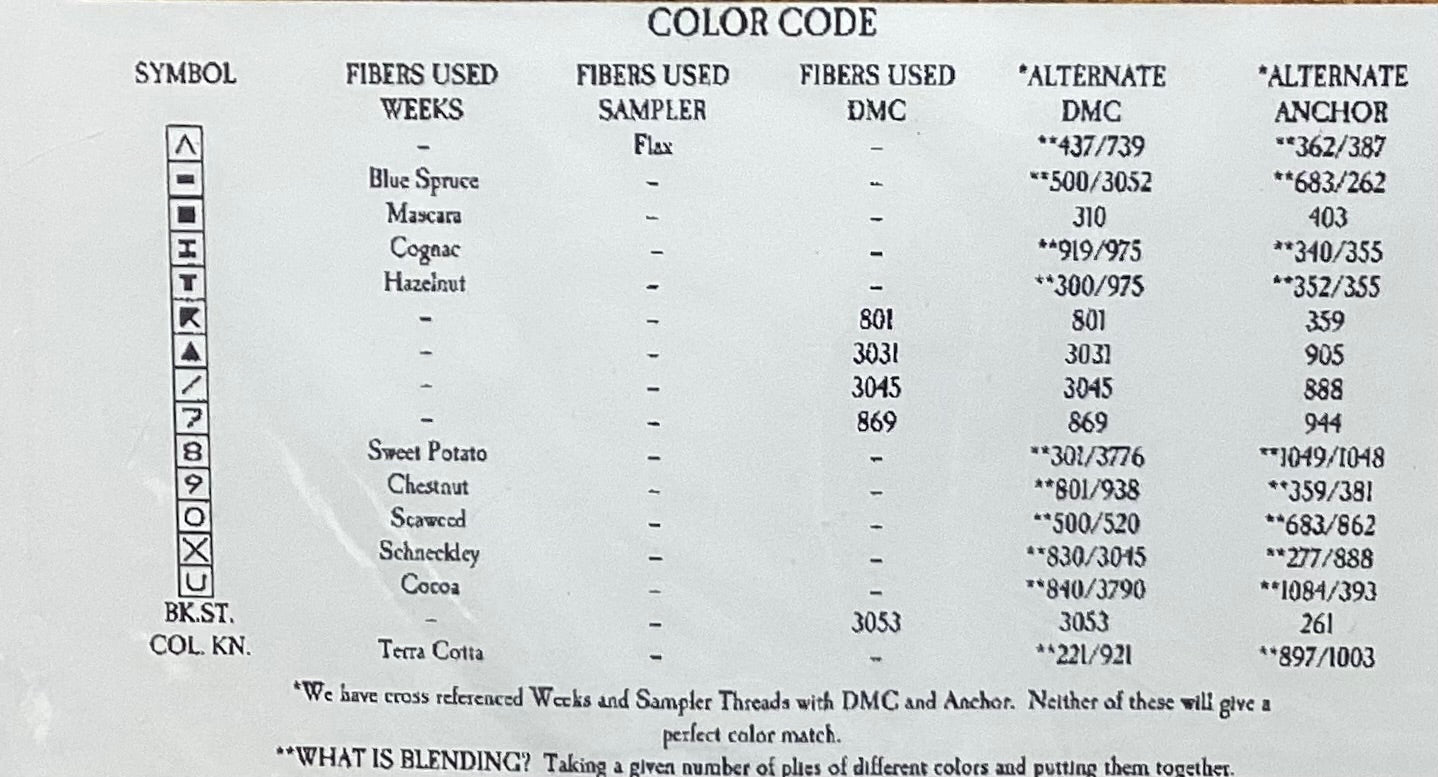 COLOR CODE
SYMBOL FIBERS USED FIBERS USED FIBERS USED *ALTERNATE *ALTERNATE
WEEKS SAMPLER DMC DMC ANCHOR
Λ - Flax - **437/739 **362/387
- Blue Spruce - - **500/3052 **683/262
■ Mascara - - 310 403
I Cognac - - **919/975 **340/355
T Hazelnut - - **300/975 **352/355
- - 801 801 359
▲ - - 3031 3031 905
/ - - 3045 3045 888
- - 869 869 944
8 Sweet Potato - - **301/3776 **1049/1048
9 Chestnut - - **801/938 **359/381
O Seaweed - - **500/520 **683/862
X Schneckley - - **830/3045 **277/888
U Cocoa - - **840/3790 **1084/393
BK.ST. - - 3053 3053 261
COL. KN. Terra Cotta - - **221/921 **897/1003
*We have cross referenced Weeks and Sampler Threads with DMC and Anchor. Neither of these will give a
perfect color match.
**WHAT IS BLENDING? Taking a given number of plies of different colors and putting them together.